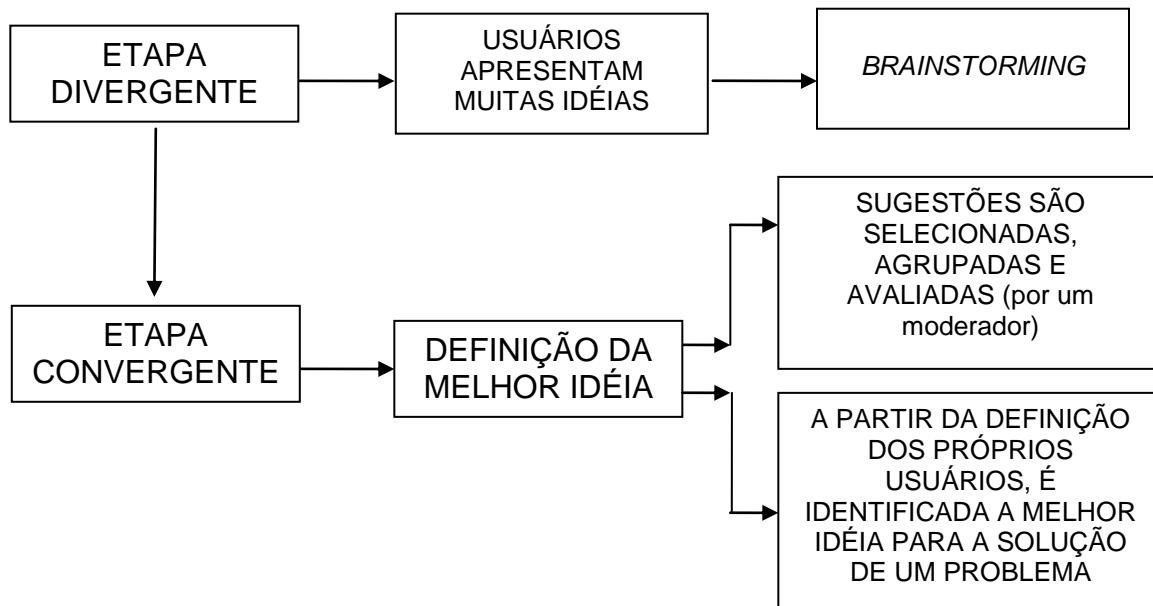 ETAPA
DIVERGENTE
USUÁRIOS
APRESENTAM
MUITAS IDÉIAS
BRAINSTORMING
ETAPA
CONVERGENTE
DEFINIÇÃO DA
MELHOR IDÉIA
SUGESTÕES SÃO
SELECIONADAS,
AGRUPADAS E
AVALIADAS (por um
moderador)
A PARTIR DA DEFINIÇÃO
DOS PRÓPRIOS
USUÁRIOS, É
IDENTIFICADA A MELHOR
IDÉIA PARA A SOLUÇÃO
DE UM PROBLEMA